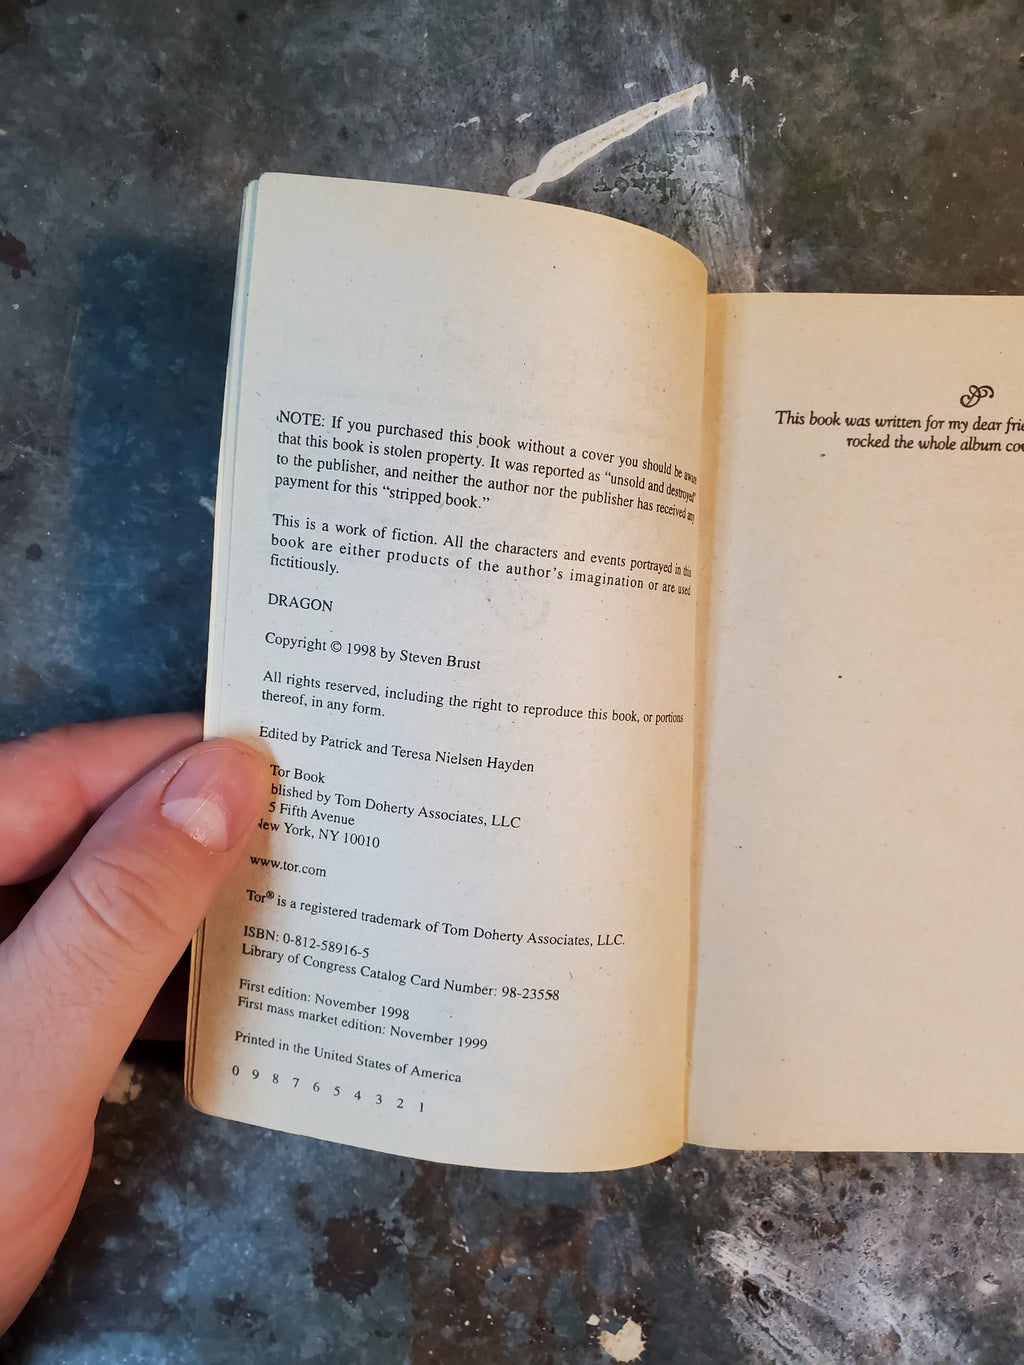 NOTE: If you purchased this book without a cover you should be aware
that this book is stolen property. It was reported as “unsold and destroyed”
to the publisher, and neither the author nor the publisher has received any
payment for this “stripped book.”
This is a work of fiction. All the characters and events portrayed in this
book are either products of the author’s imagination or are used
fictitiously.
DRAGON
Copyright © 1998 by Steven Brust
All rights reserved, including the right to reproduce this book, or portions
thereof, in any form.
Edited by Patrick and Teresa Nielsen Hayden
Tor Book
blished by Tom Doherty Associates, LLC
5 Fifth Avenue
New York, NY 10010
www.tor.com
Tor® is a registered trademark of Tom Doherty Associates, LLC.
ISBN: 0-812-58916-5
Library of Congress Catalog Card Number: 98-23558
First edition: November 1998
First mass market edition: November 1999
Printed in the United States of America
0 9 8 7 6 5 4 3 2 1
This book was written for my dear frie
rocked the whole album co